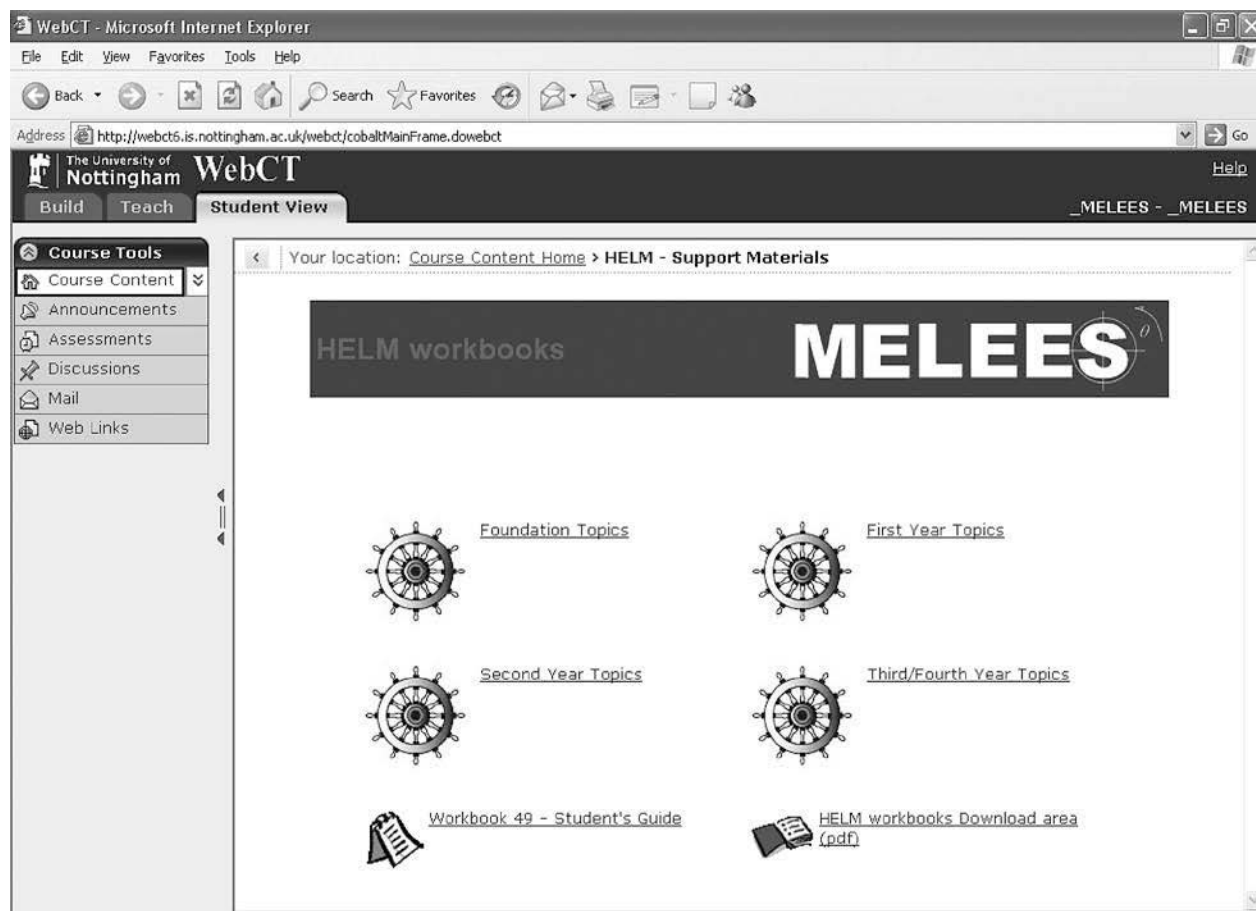 WebCT - Microsoft Internet Explorer
File Edit View Favorites Tools Help
Back Search Favorites
Address http://webct6.is.nottingham.ac.uk/webct/cobaltMainFrame.dowebct Go
The University of
Nottingham WebCT Help
Build Teach Student View _MELEES - _MELEES
Course Tools
Course Content
Announcements
Assessments
Discussions
Mail
Web Links
Your location: Course Content Home > HELM - Support Materials
HELM workbooks MELEES θ
Foundation Topics First Year Topics
Second Year Topics Third/Fourth Year Topics
Workbook 49 - Student's Guide HELM workbooks Download area
(pdf)